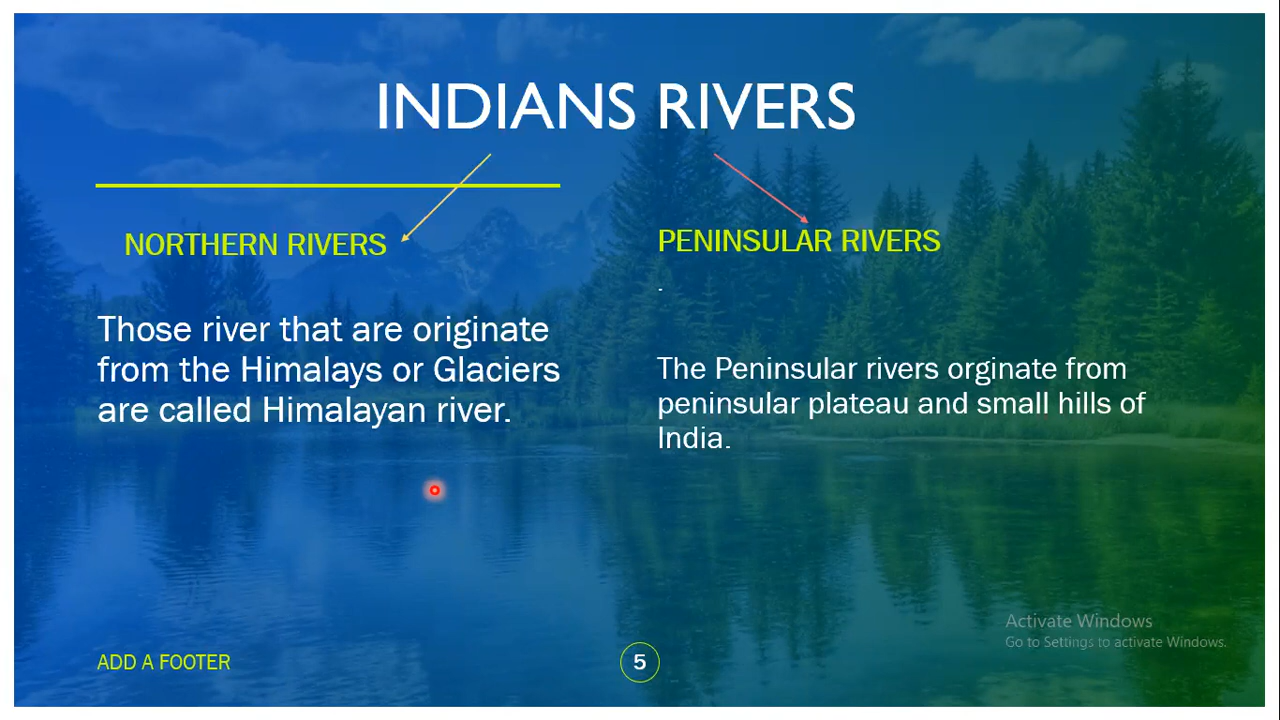 INDIANS RIVERS
NORTHERN RIVERS
Those river that are originate
from the Himalays or Glaciers
are called Himalayan river.
PENINSULAR RIVERS
.
The Peninsular rivers orginate from
peninsular plateau and small hills of
India.
Activate Windows
Go to Settings to activate Windows.
ADD A FOOTER
5